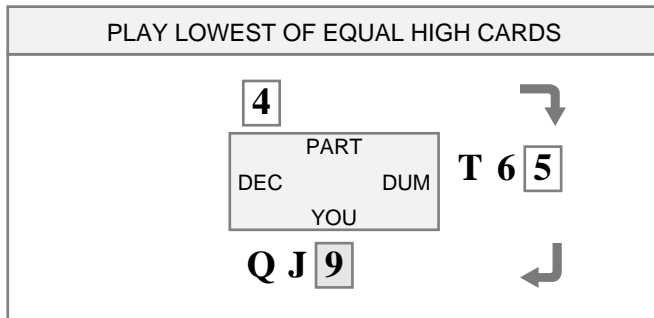 PLAY LOWEST OF EQUAL HIGH CARDS
4
PART
DEC DUM
T 6 5
YOU
Q J 9